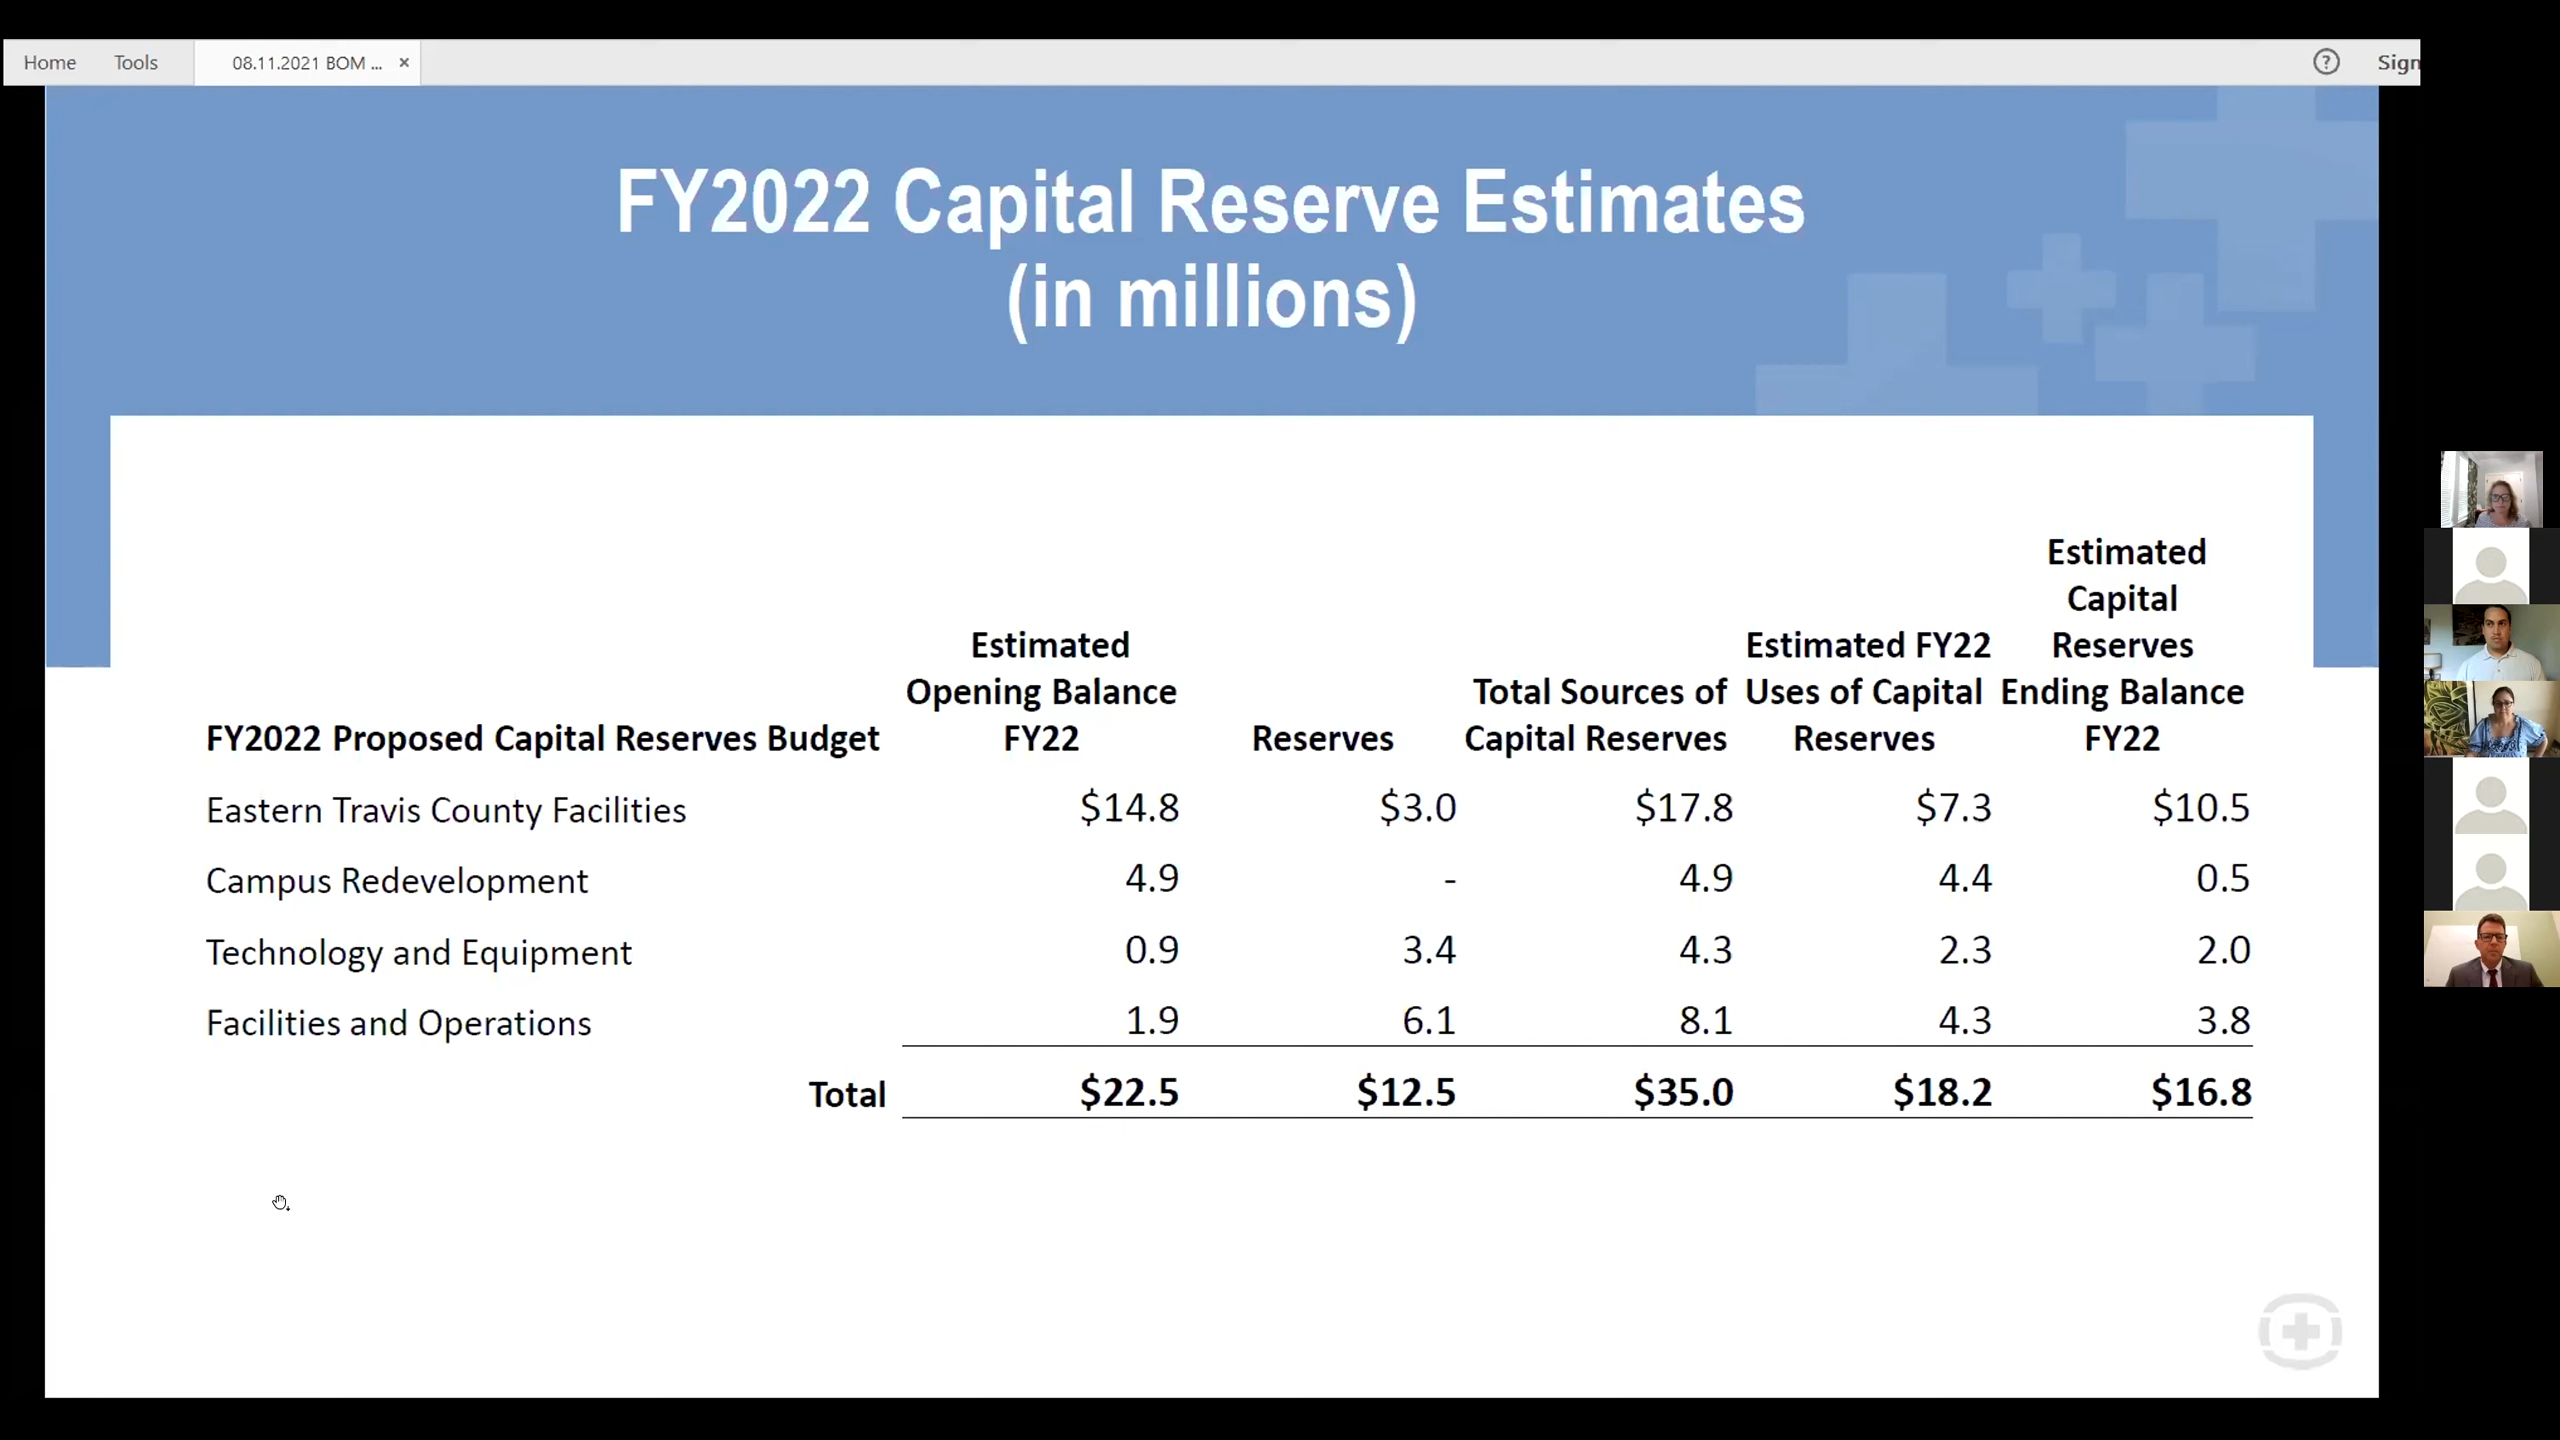 Home Tools 08.11.2021 BOM ... × ? Sign
FY2022 Capital Reserve Estimates
(in millions)
FY2022 Proposed Capital Reserves Budget
Estimated
Opening Balance
FY22
Reserves
Total Sources of
Capital Reserves
Estimated FY22
Uses of Capital
Reserves
Estimated
Capital
Reserves
Ending Balance
FY22
Eastern Travis County Facilities $14.8 $3.0 $17.8 $7.3 $10.5
Campus Redevelopment 4.9 - 4.9 4.4 0.5
Technology and Equipment 0.9 3.4 4.3 2.3 2.0
Facilities and Operations 1.9 6.1 8.1 4.3 3.8
Total $22.5 $12.5 $35.0 $18.2 $16.8